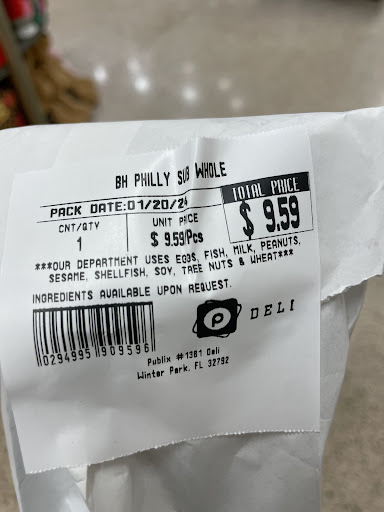 BH PHILLY SUB WHOLE
PACK DATE:01/20/24
CNT/QTY
1
UNIT PRICE
$ 9.59/Pcs
TOTAL PRICE
$ 9.59
***OUR DEPARTMENT USES EGGS, FISH, MILK, PEANUTS,
SESAME, SHELLFISH, SOY, TREE NUTS & WHEAT***
INGREDIENTS AVAILABLE UPON REQUEST.
0294995 909596
P DELI
Publix #1381 Deli
Winter Park, FL 32792